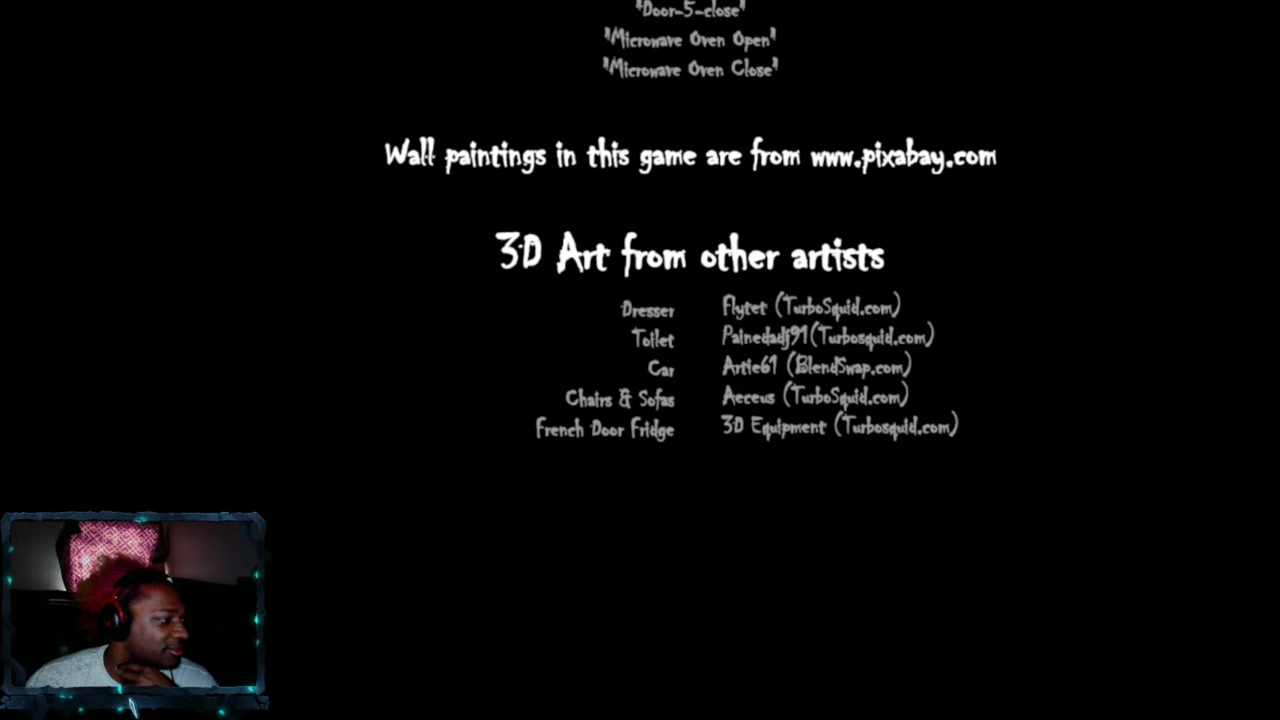 "Door-5-close"
"Microwave Oven Open"
"Microwave Oven Close"
Wall paintings in this game are from www.pixabay.com
3D Art from other artists
Dresser Flytet (TurboSquid.com)
Toilet Painedadj91(Turbosquid.com)
Car Artie61 (BlendSwap.com)
Chairs & Sofas Aeceus (TurboSquid.com)
French Door Fridge 3D Equipment (Turbosquid.com)